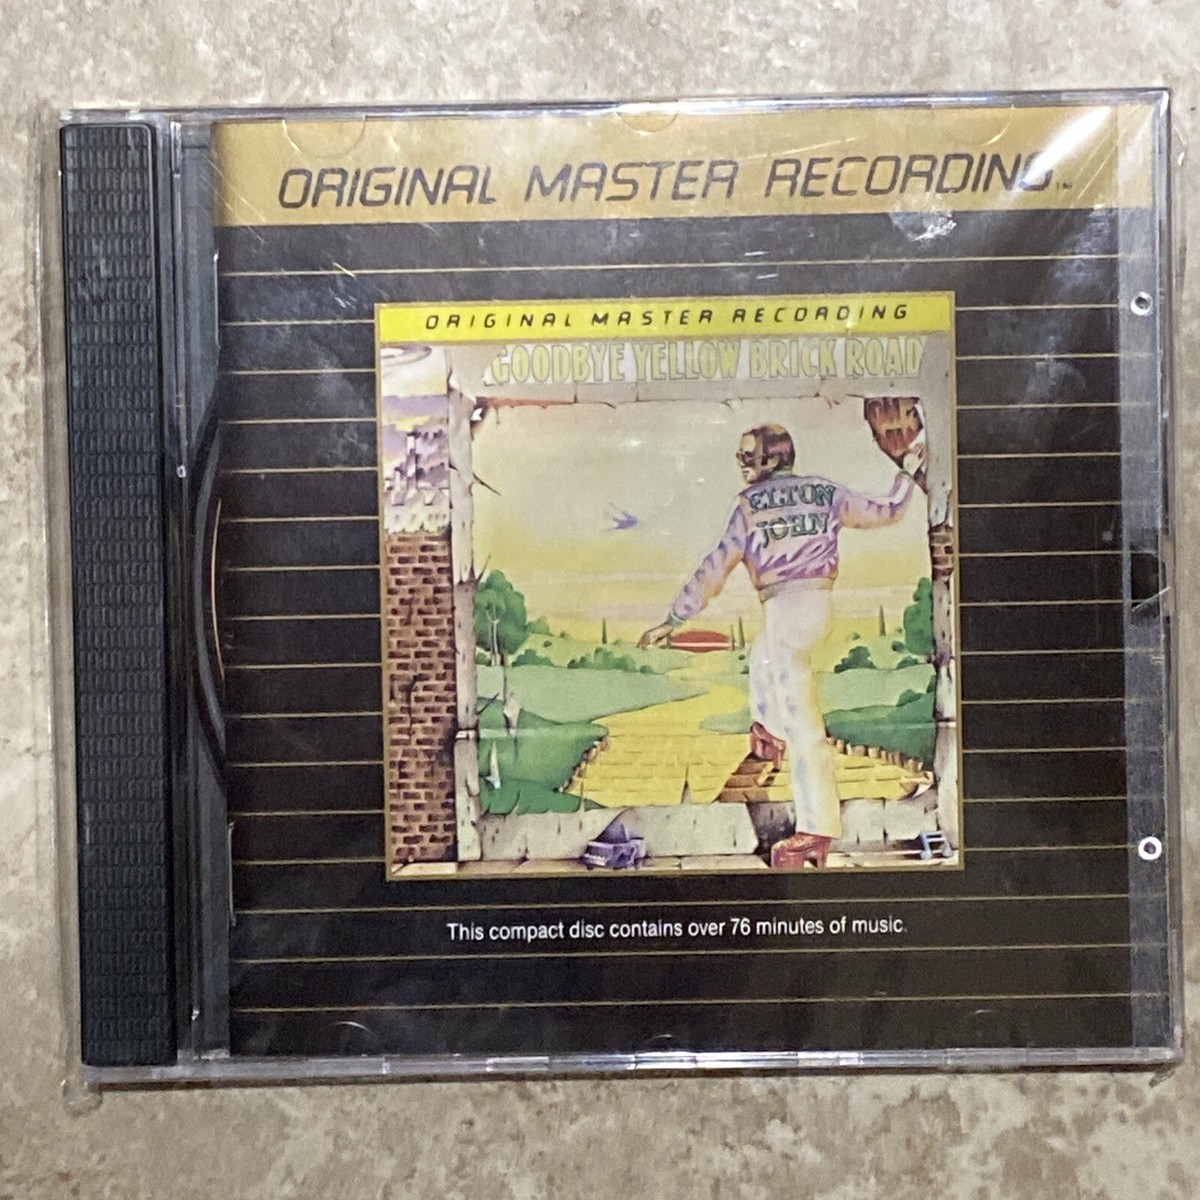 ORIGINAL MASTER RECORDING™
ORIGINAL MASTER RECORDING
GOODBYE YELLOW BRICK ROAD
ELTON
JOHN
This compact disc contains over 76 minutes of music.